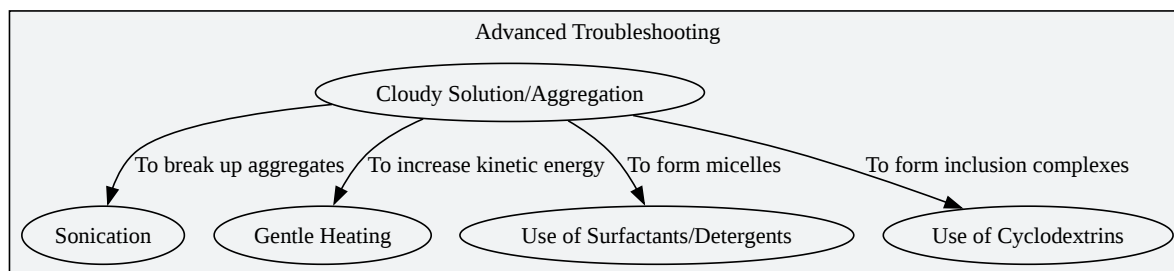 Advanced Troubleshooting
Cloudy Solution/Aggregation
To break up aggregates
To increase kinetic energy
To form micelles
To form inclusion complexes
Sonication
Gentle Heating
Use of Surfactants/Detergents
Use of Cyclodextrins